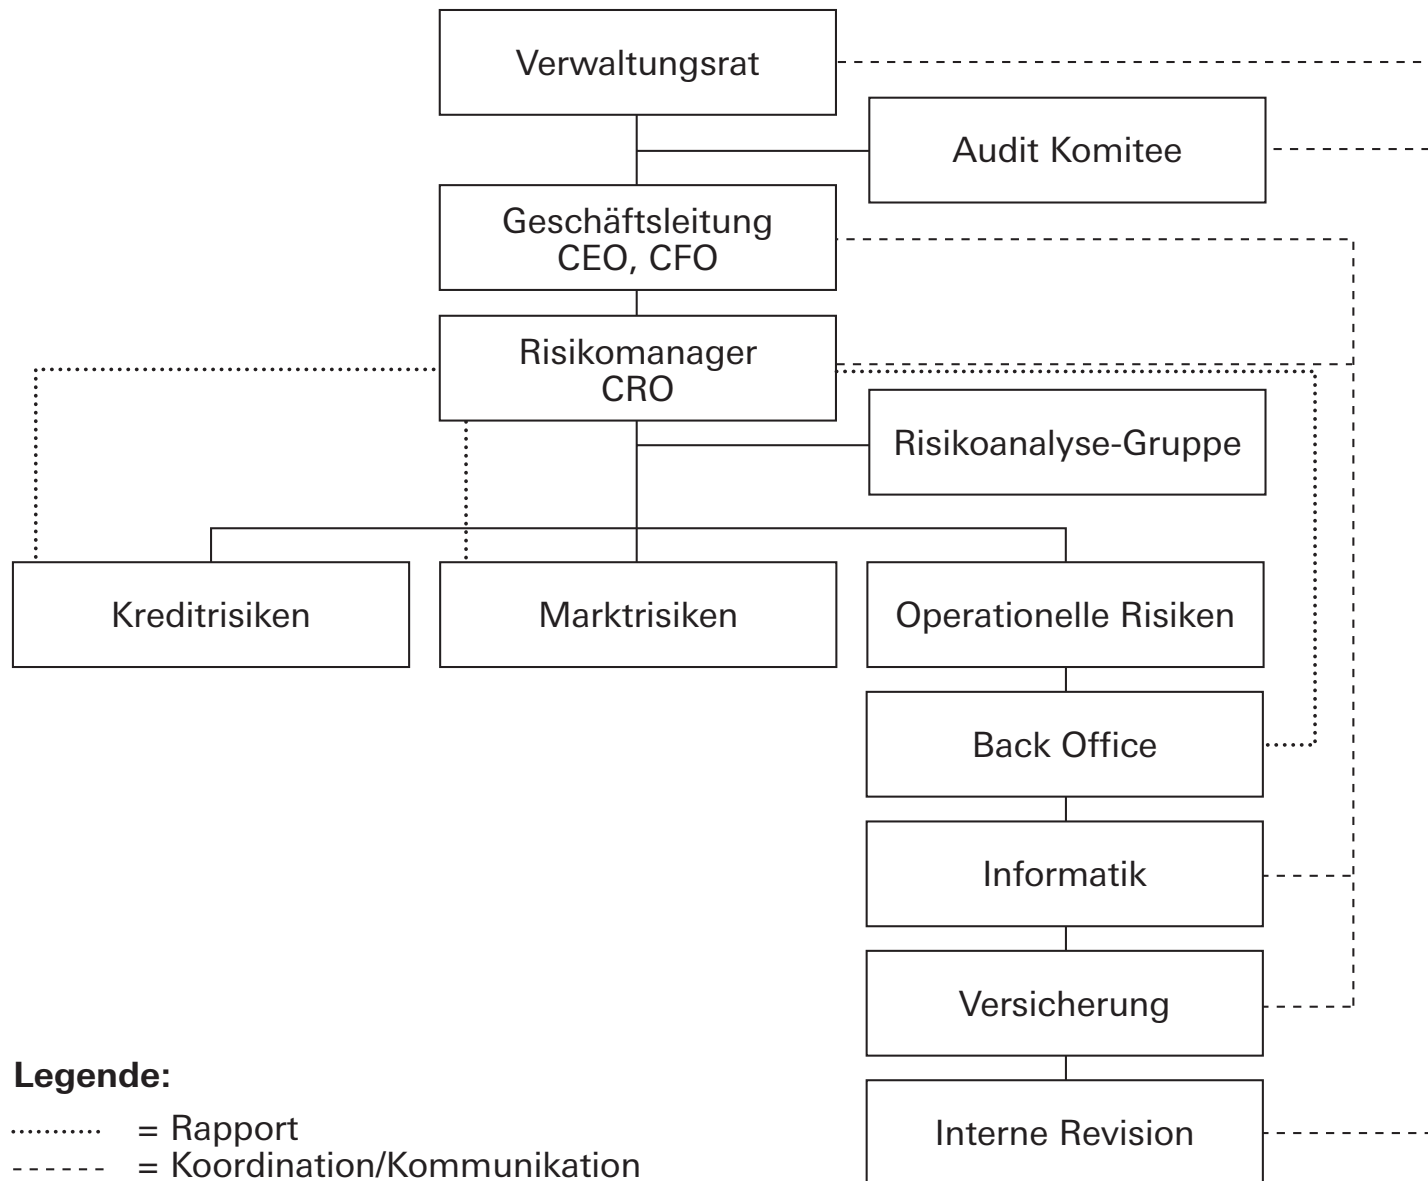 Verwaltungsrat
Audit Komitee
Geschäftsleitung
CEO, CFO
Risikomanager
CRO
Risikoanalyse-Gruppe
Kreditrisiken
Marktrisiken
Operationelle Risiken
Back Office
Informatik
Versicherung
Interne Revision
Legende:
= Rapport
= Koordination/Kommunikation